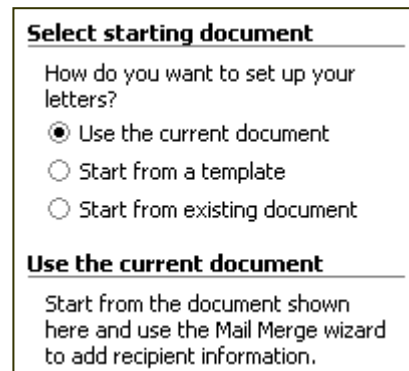 Select starting document
How do you want to set up your
letters?
Use the current document
Start from a template
Start from existing document
Use the current document
Start from the document shown
here and use the Mail Merge wizard
to add recipient information.